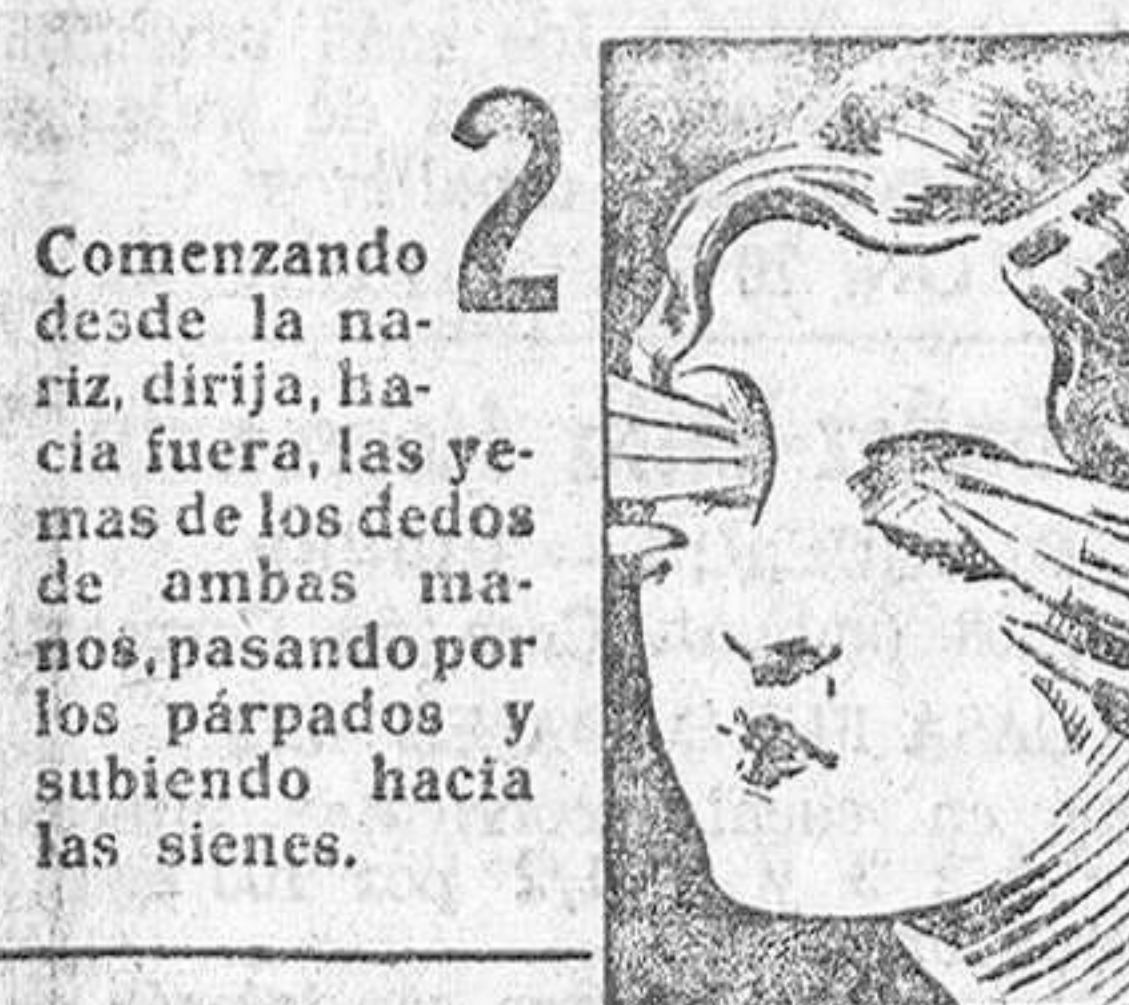 2
Comenzando
desde la na-
riz, dirija, ha-
cia fuera, las ye-
mas de los dedos
de ambas ma-
nos, pasando por
los párpados y
subiendo hacia
las sienes.